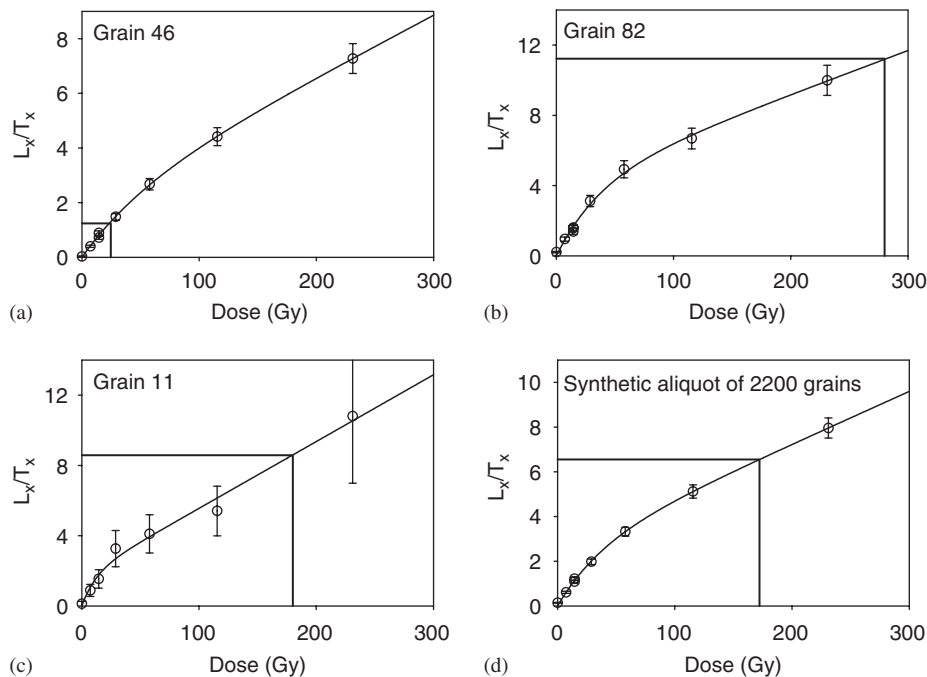 Grain 46
8
6
4
2
0
L_x/T_x
0 100 200 300
Dose (Gy)
(a)
Grain 82
12
8
4
0
L_x/T_x
0 100 200 300
Dose (Gy)
(b)
Grain 11
12
8
4
0
L_x/T_x
0 100 200 300
Dose (Gy)
(c)
Synthetic aliquot of 2200 grains
10
8
6
4
2
0
L_x/T_x
0 100 200 300
Dose (Gy)
(d)